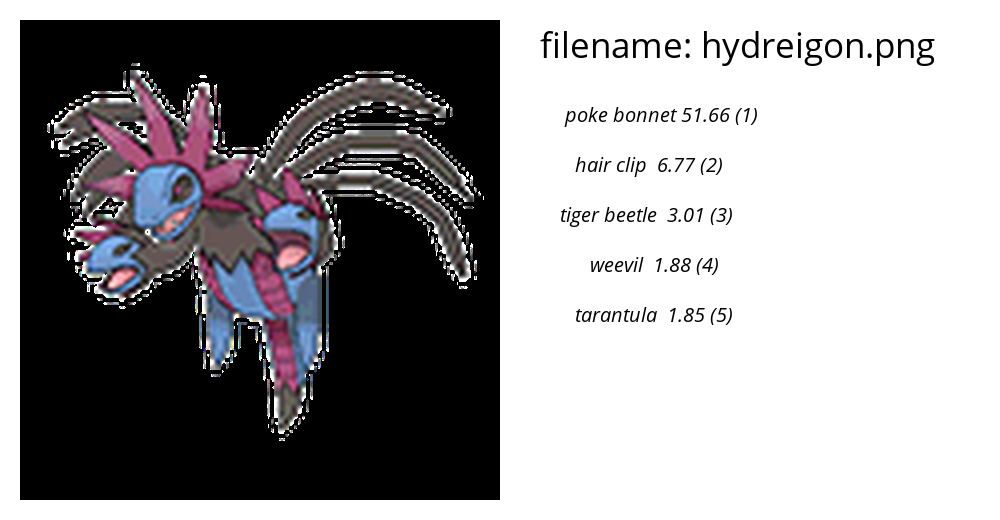 filename: hydreigon.png
poke bonnet 51.66 (1)
hair clip 6.77 (2)
tiger beetle 3.01 (3)
weevil 1.88 (4)
tarantula 1.85 (5)